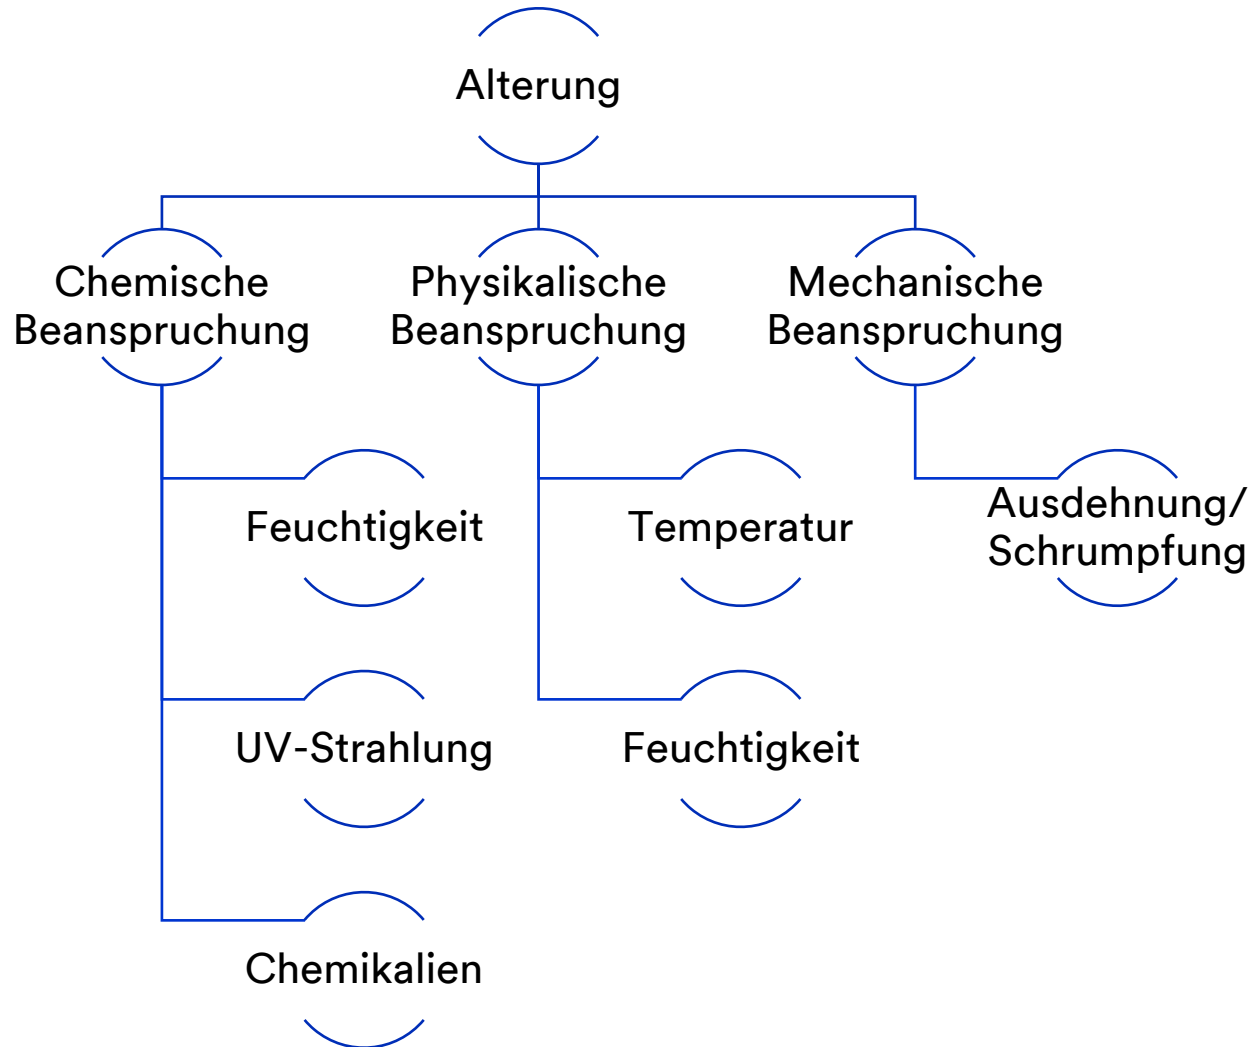 Alterung
Chemische
Beanspruchung
Physikalische
Beanspruchung
Mechanische
Beanspruchung
Feuchtigkeit
UV-Strahlung
Chemikalien
Temperatur
Feuchtigkeit
Ausdehnung/
Schrumpfung